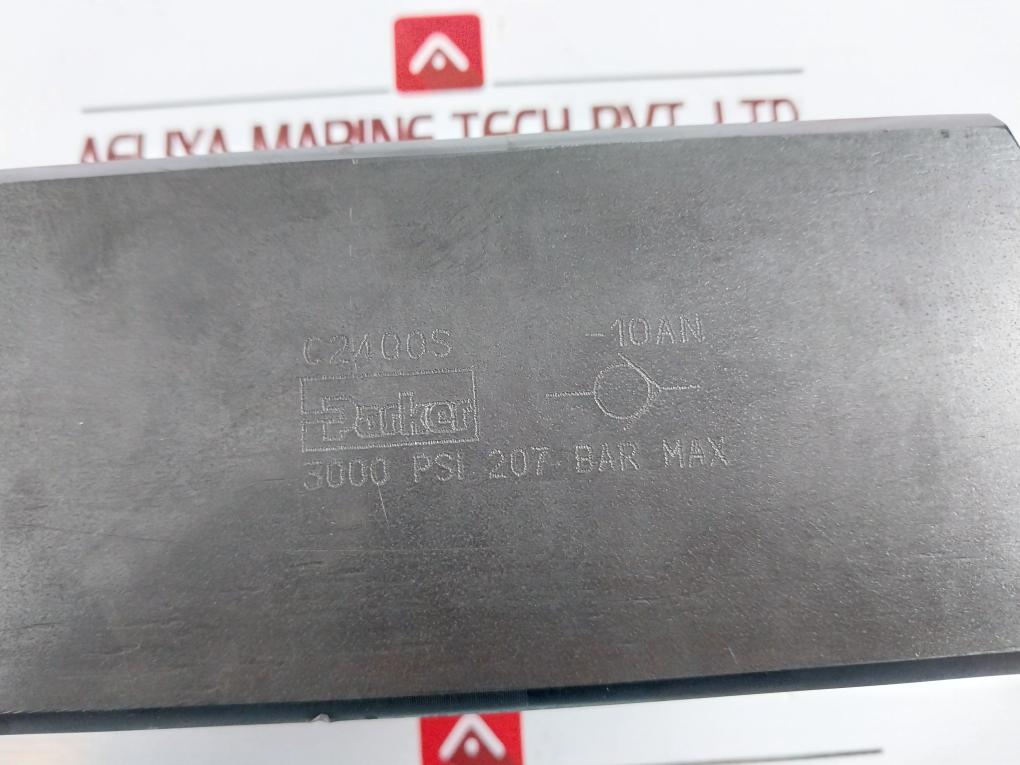 AELIYA MARINE TECH PVT. LTD.
C2400S -10AN
Parker
3000 PSI 207 BAR MAX